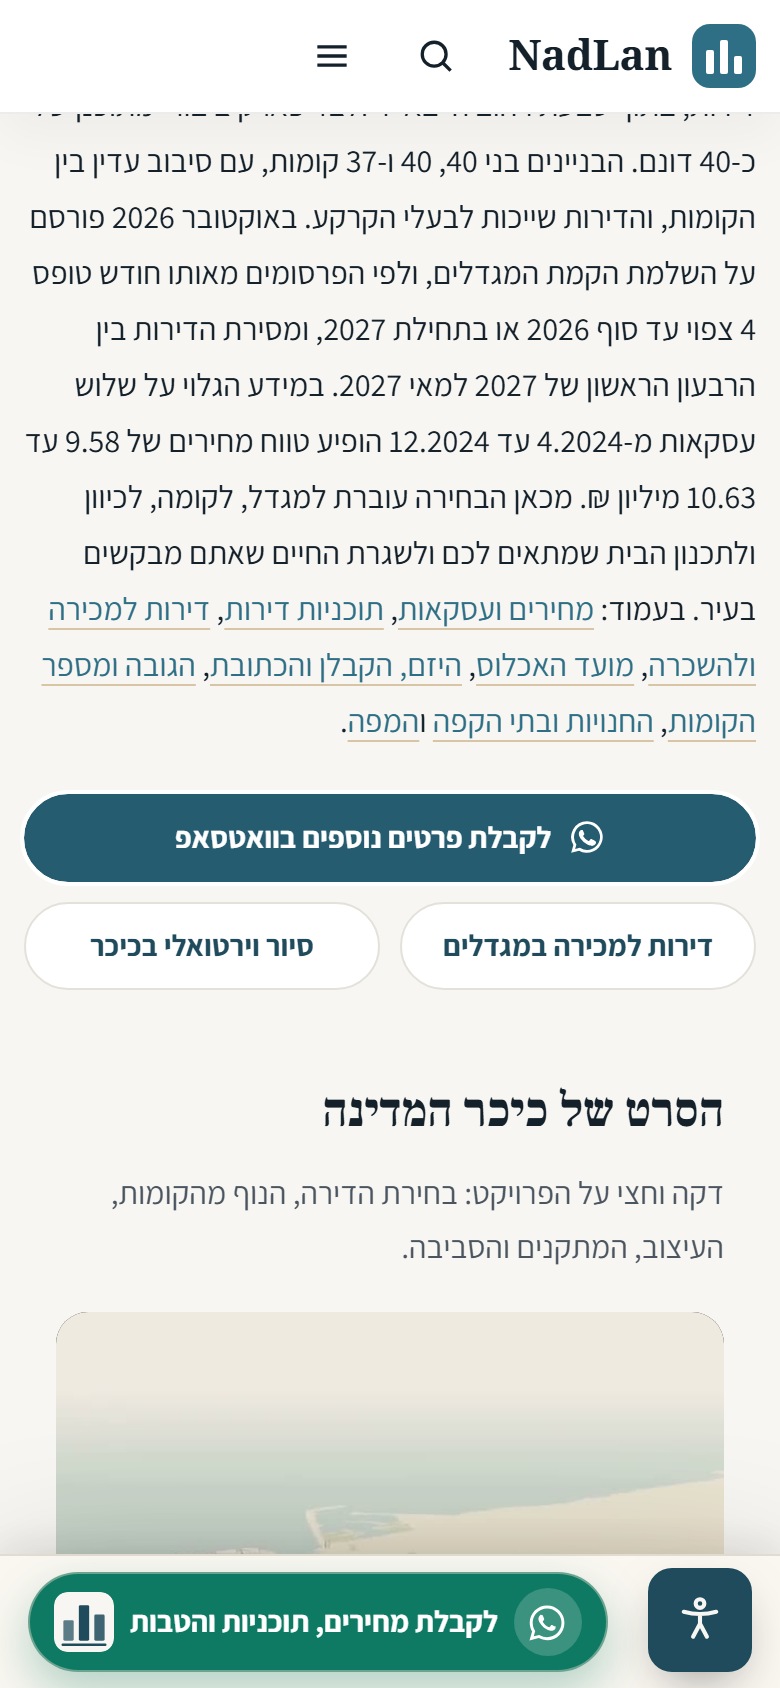 NadLan
כ-40 דונם. הבניינים בני 40, 40 ו-37 קומות, עם סיבוב עדין בין
הקומות, והדירות שייכות לבעלי הקרקע. באוקטובר 2026 פורסם
על השלמת הקמת המגדלים, ולפי הפרסומים מאותו חודש טופס
4 צפוי עד סוף 2026 או בתחילת 2027, ומסירת הדירות בין
הרבעון הראשון של 2027 למאי 2027. במידע הגלוי על שלוש
עסקאות מ-4.2024 עד 12.2024 הופיע טווח מחירים של 9.58 עד
10.63 מיליון ₪. מכאן הבחירה עוברת למגדל, לקומה, לכיוון
ולתכנון הבית שמתאים לכם ולשגרת החיים שאתם מבקשים
בעיר. בעמוד: מחירים ועסקאות, תוכניות דירות, דירות למכירה
ולהשכרה, מועד האכלוס, היזם, הקבלן והכתובת, הגובה ומספר
הקומות, החנויות ובתי הקפה והמפה.
לקבלת פרטים נוספים בוואטסאפ
דירות למכירה במגדלים
סיור וירטואלי בכיכר
הסרט של כיכר המדינה
דקה וחצי על הפרויקט: בחירת הדירה, הנוף מהקומות,
העיצוב, המתקנים והסביבה.
לקבלת מחירים, תוכניות והטבות